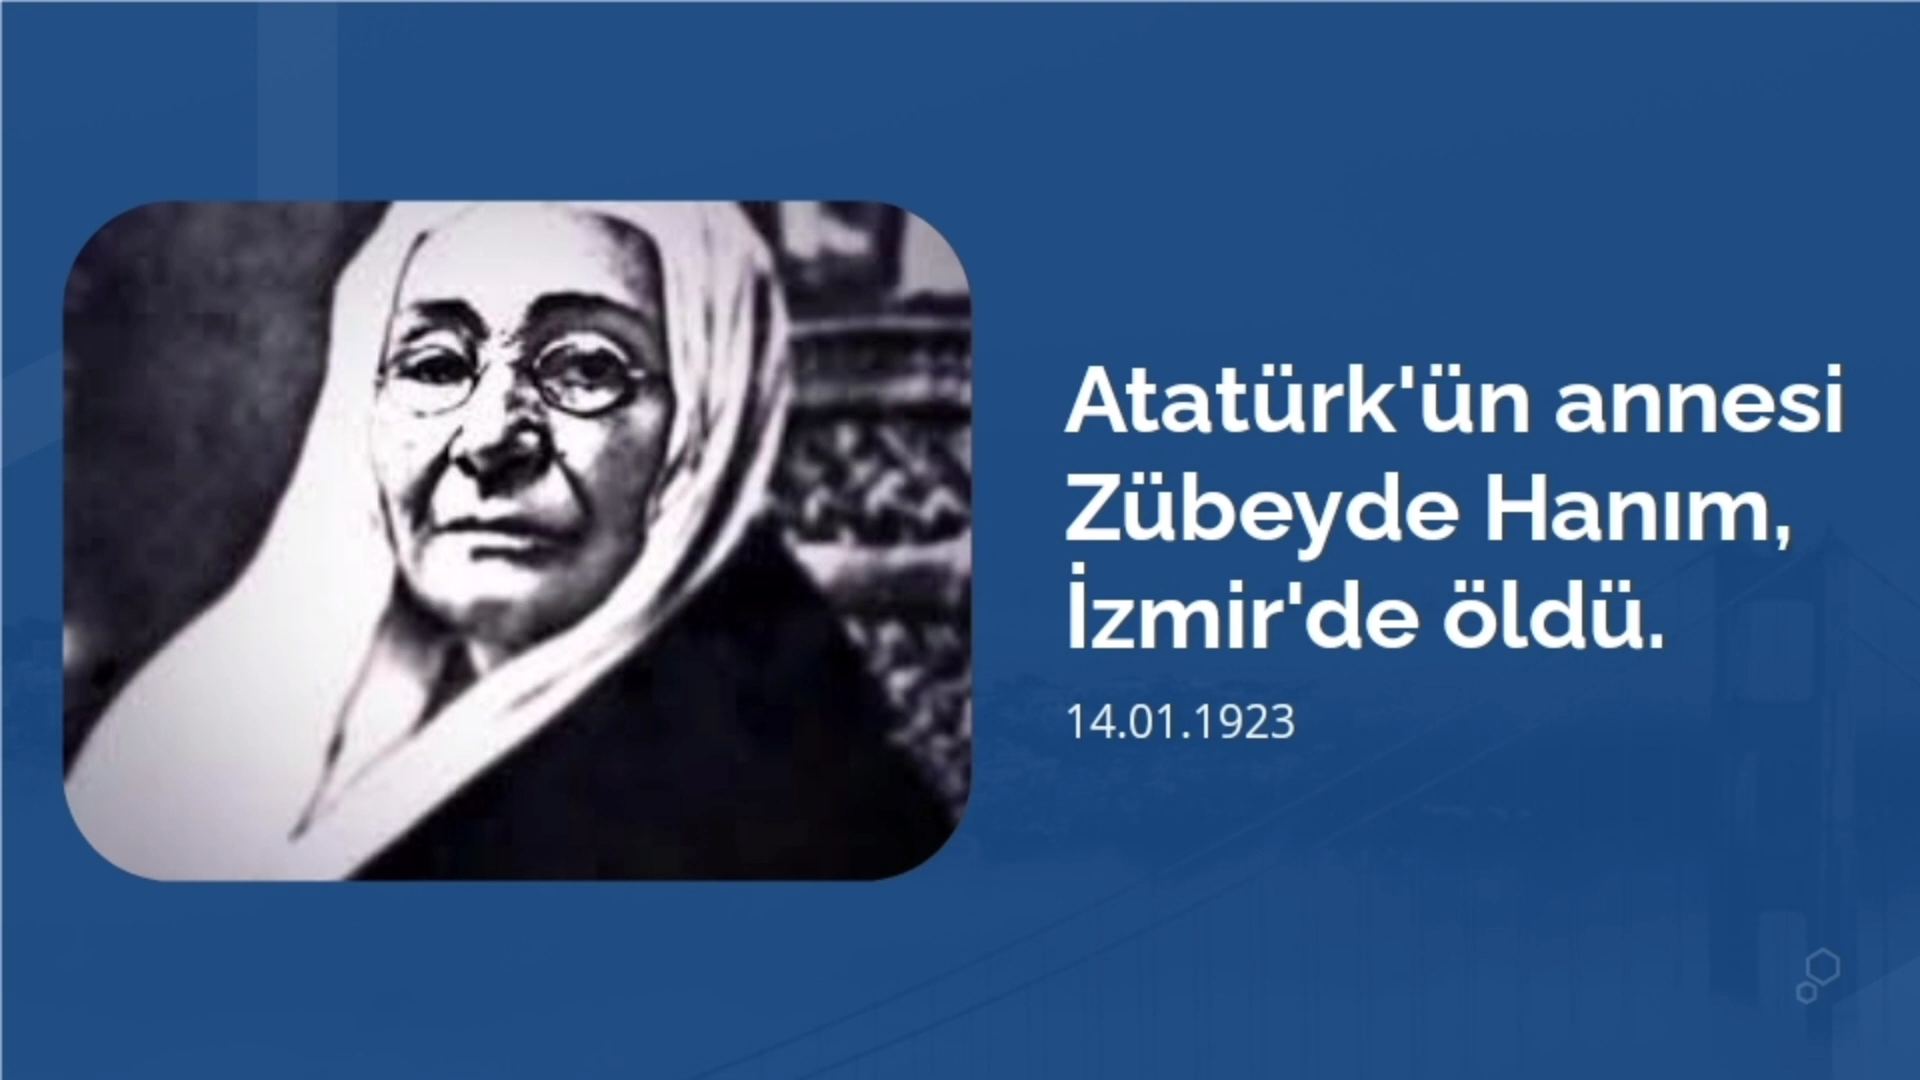 Atatürk'ün annesi
Zübeyde Hanım,
İzmir'de öldü.
14.01.1923